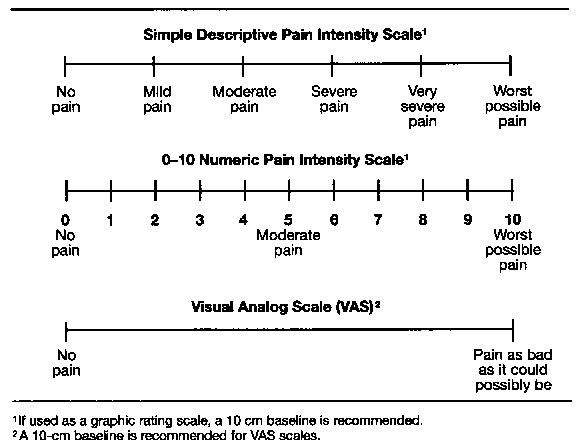 Simple Descriptive Pain Intensity Scale¹
No Mild Moderate Severe Very Worst
pain pain pain pain severe possible
pain pain
0–10 Numeric Pain Intensity Scale¹
0 1 2 3 4 5 6 7 8 9 10
No Moderate Worst
pain pain possible
pain
Visual Analog Scale (VAS)²
No Pain as bad
pain as it could
possibly be
¹If used as a graphic rating scale, a 10 cm baseline is recommended.
²A 10-cm baseline is recommended for VAS scales.